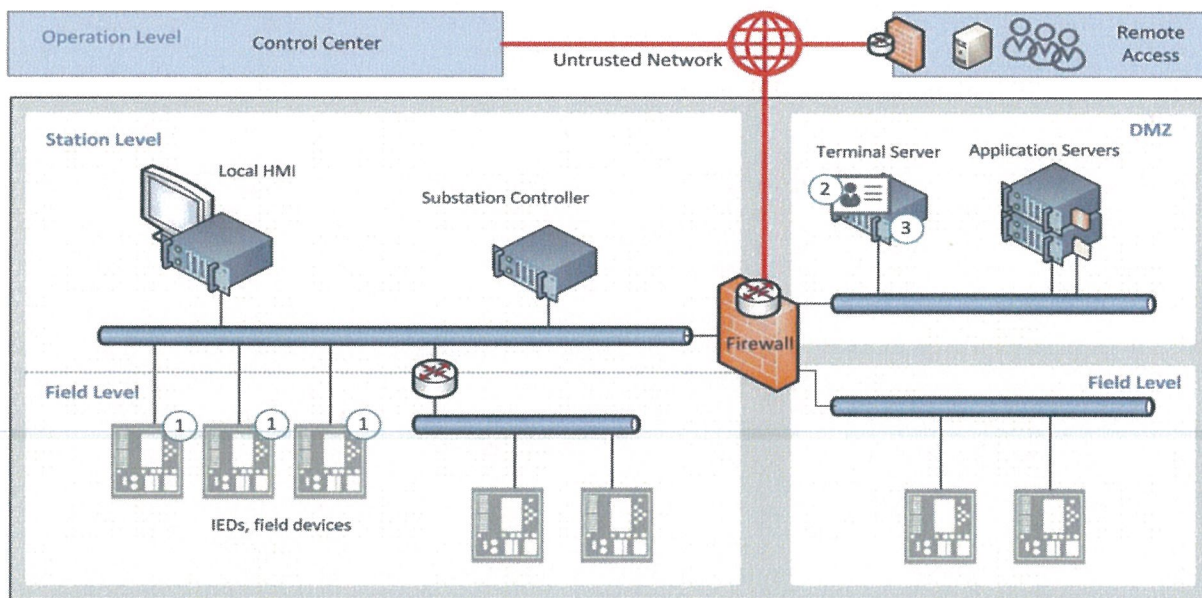 Operation Level
Control Center
Untrusted Network
Remote
Access
Station Level
Local HMI
Substation Controller
DMZ
Terminal Server
Application Servers
2
3
Firewall
Field Level
1
1
1
IEDs, field devices
Field Level